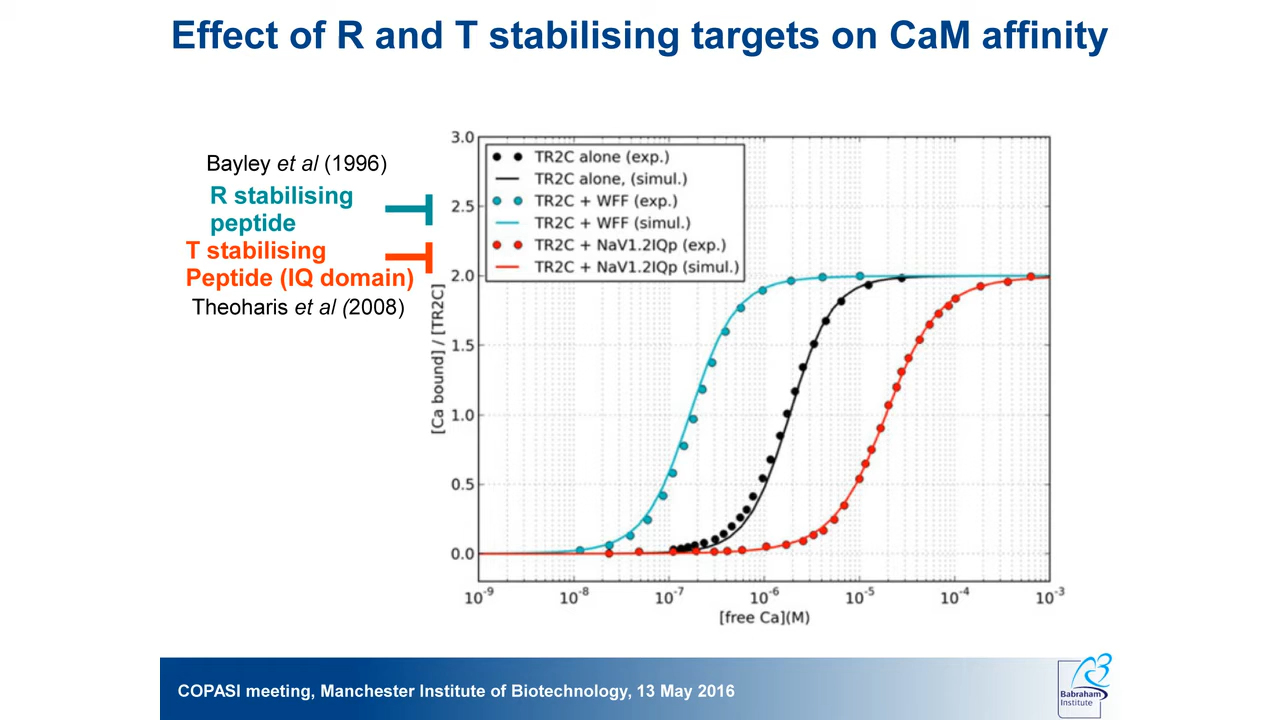 Effect of R and T stabilising targets on CaM affinity
Bayley et al (1996)
R stabilising
peptide
T stabilising
Peptide (IQ domain)
Theoharis et al (2008)
3.0
2.5
2.0
1.5
1.0
0.5
0.0
[Ca bound] / [TR2C]
TR2C alone (exp.)
TR2C alone, (simul.)
TR2C + WFF (exp.)
TR2C + WFF (simul.)
TR2C + NaV1.2IQp (exp.)
TR2C + NaV1.2IQp (simul.)
10⁻⁹ 10⁻⁸ 10⁻⁷ 10⁻⁶ 10⁻⁵ 10⁻⁴ 10⁻³
[free Ca](M)
COPASI meeting, Manchester Institute of Biotechnology, 13 May 2016
Babraham
Institute